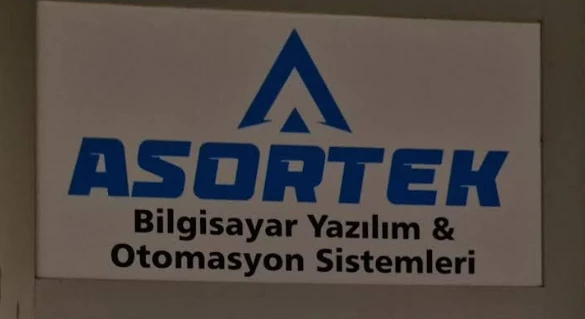 ASORTEK
Bilgisayar Yazılım &
Otomasyon Sistemleri